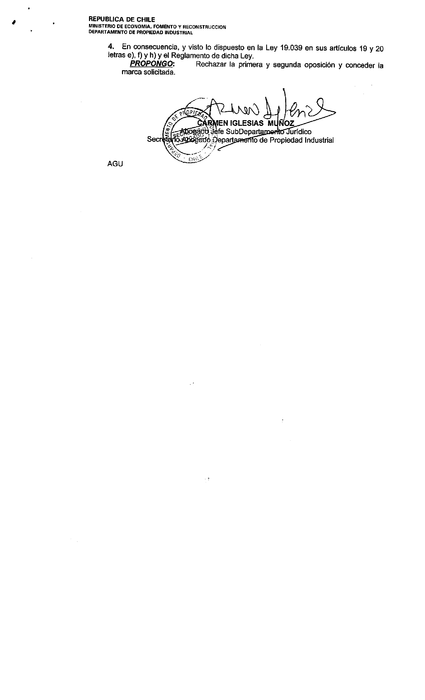 REPUBLICA DE CHILE
MINISTERIO DE ECONOMIA, FOMENTO Y RECONSTRUCCION
DEPARTAMENTO DE PROPIEDAD INDUSTRIAL
4. En consecuencia, y visto lo dispuesto en la Ley 19.039 en sus artículos 19 y 20
letras e), f) y h) y el Reglamento de dicha Ley.
PROPONGO: Rechazar la primera y segunda oposición y conceder la
marca solicitada.
CARMEN IGLESIAS MUÑOZ
Abogado Jefe SubDepartamento Jurídico
Secretario Abogado Departamento de Propiedad Industrial
AGU